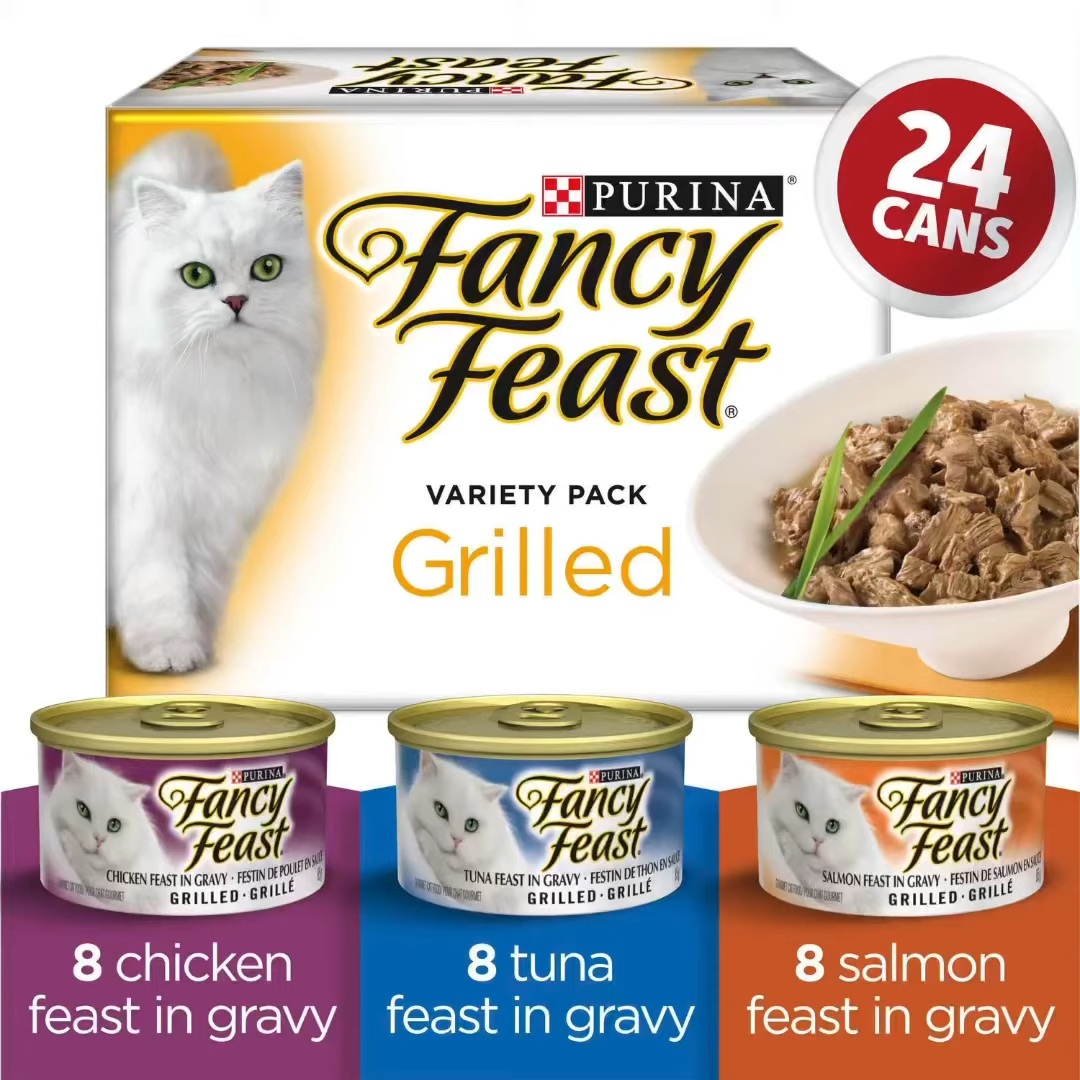 Fancy
Feast
PURINA
24
CANS
PURINA®
Fancy
Feast®
VARIETY PACK
Grilled
PURINA
Fancy
Feast
CHICKEN FEAST IN GRAVY · FESTIN DE POULET EN SAUCE
GRILLED · GRILLÉ
PURINA
Fancy
Feast
TUNA FEAST IN GRAVY · FESTIN DE THON EN SAUCE
GRILLED · GRILLÉ
PURINA
Fancy
Feast
SALMON FEAST IN GRAVY · FESTIN DE SAUMON EN SAUCE
GRILLED · GRILLÉ
8 chicken
feast in gravy
8 tuna
feast in gravy
8 salmon
feast in gravy